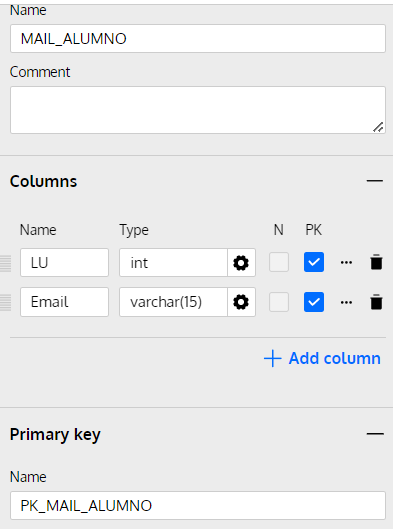 Name
MAIL_ALUMNO
Comment
Columns
Name Type N PK
LU int
Email varchar(15)
Add column
Primary key
Name
PK_MAIL_ALUMNO